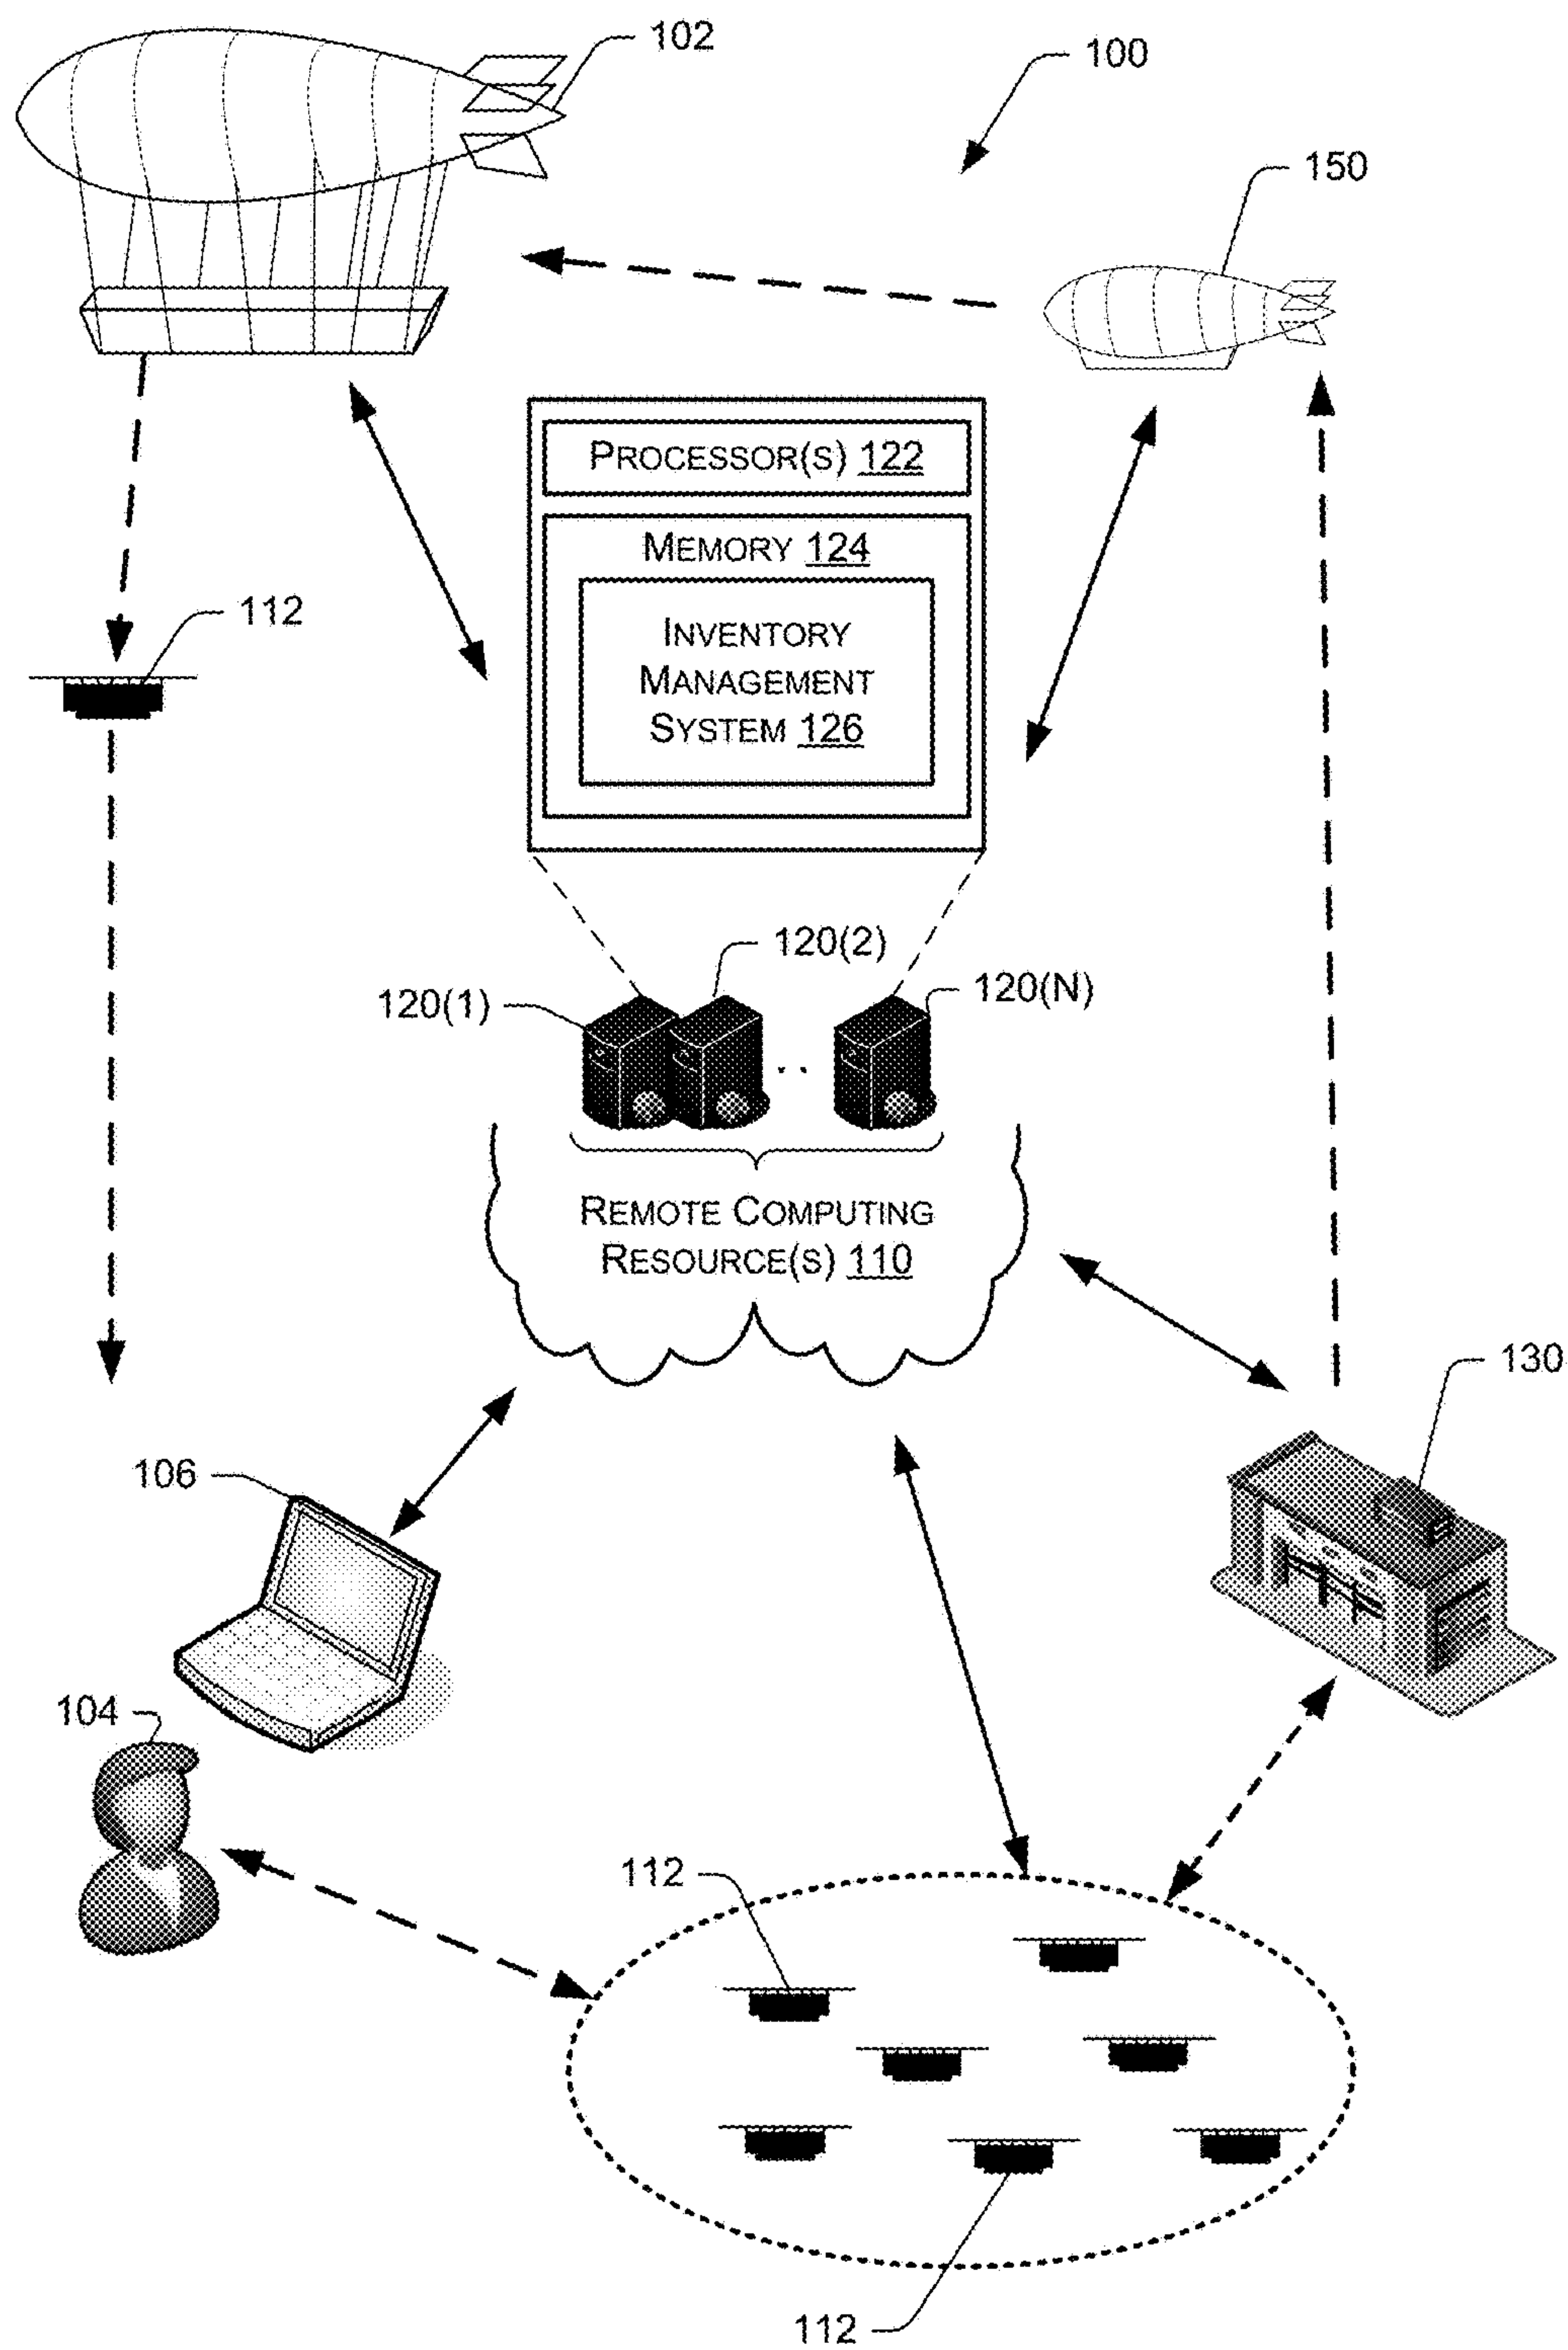 102
100
150
PROCESSOR(S) 122
MEMORY 124
112
INVENTORY
MANAGEMENT
SYSTEM 126
120(2)
120(1)
120(N)
REMOTE COMPUTING
RESOURCE(S) 110
130
106
104
112
112